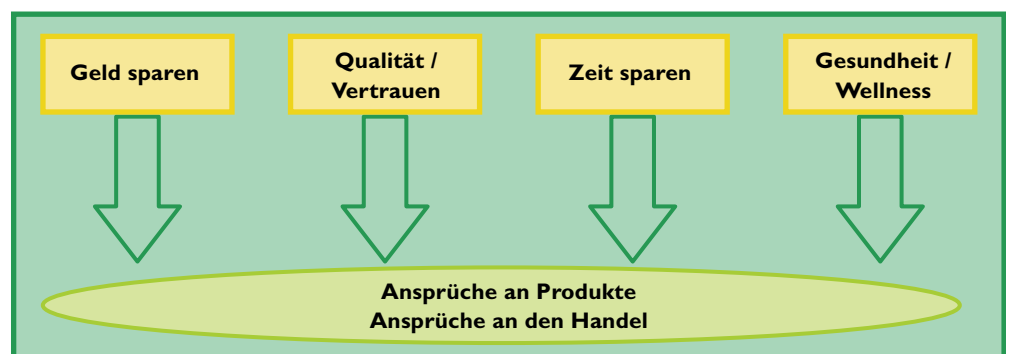 Geld sparen
Qualität /
Vertrauen
Zeit sparen
Gesundheit /
Wellness
Ansprüche an Produkte
Ansprüche an den Handel